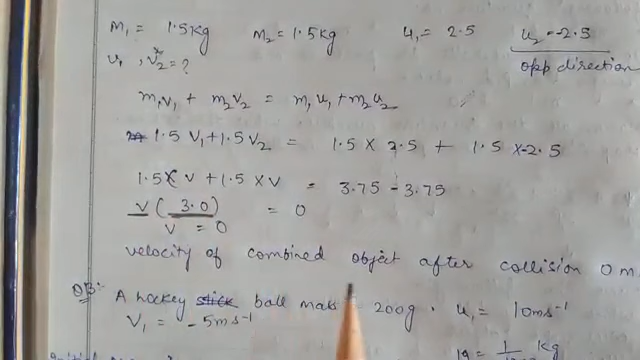 m₁ = 1.5kg m₂ = 1.5kg u₁ = 2.5 u₂ = -2.5
v₁, v₂ = ? opp direction
m₁v₁ + m₂v₂ = m₁u₁ + m₂u₂
1.5 v₁ + 1.5 v₂ = 1.5 x 2.5 + 1.5 x -2.5
1.5 x v + 1.5 x v = 3.75 - 3.75
v ( 3.0 ) = 0
v = 0
velocity of combined object after collision 0 m
Q3:- A hockey stick ball mass 200g. u₁ = 10ms⁻¹
V₁ = -5ms⁻¹
kg